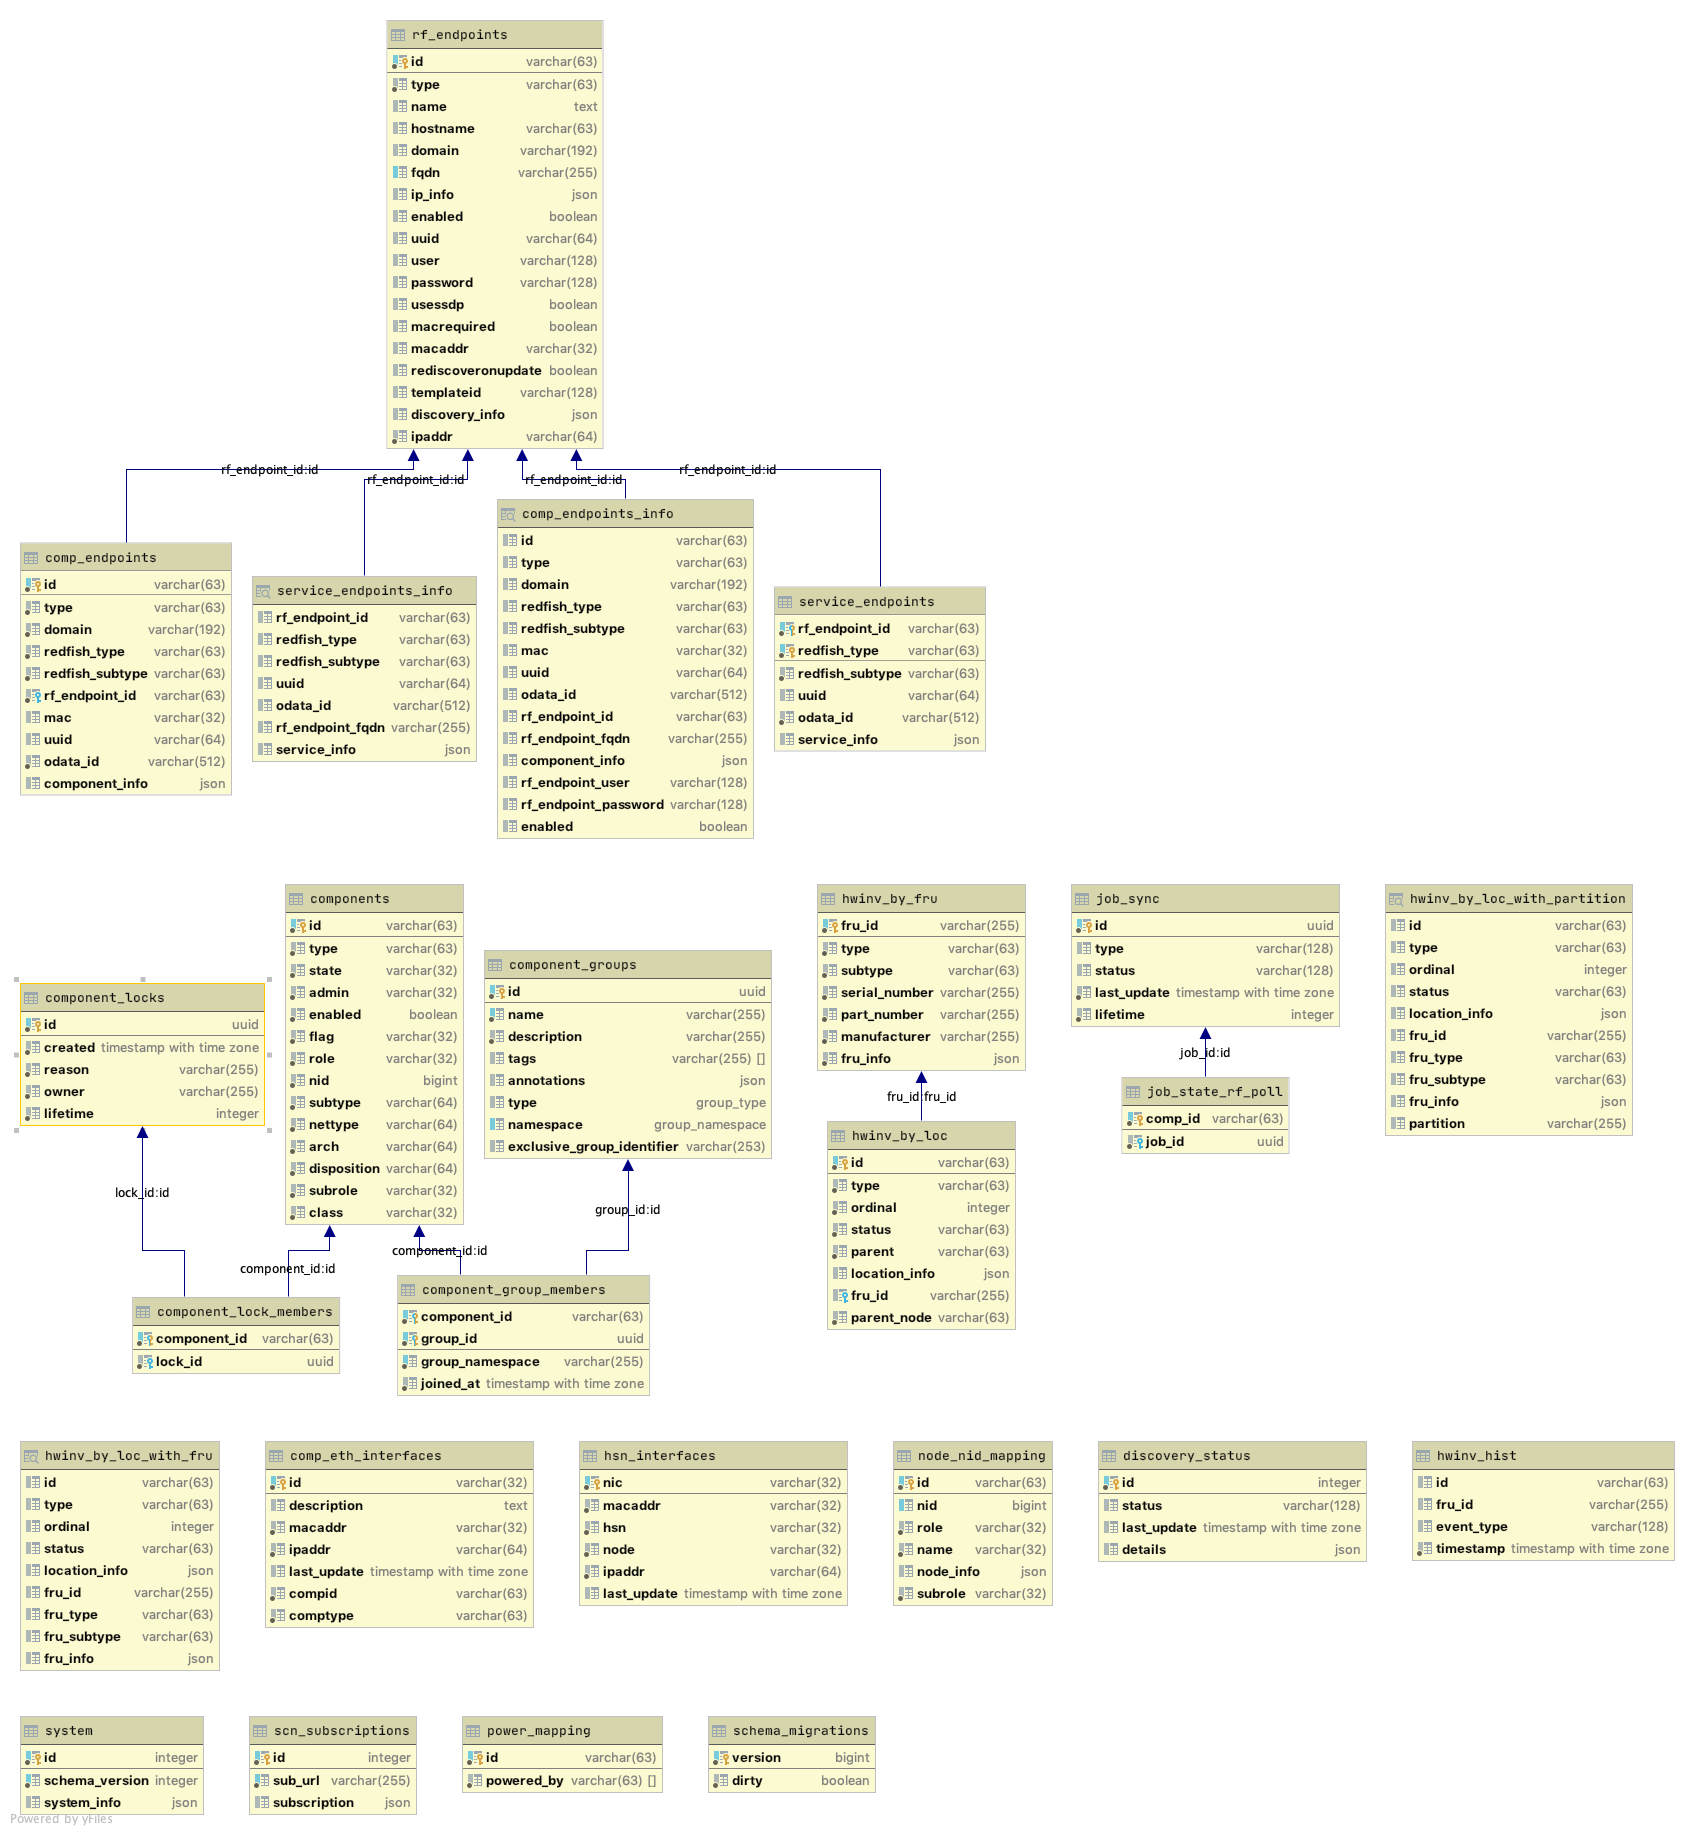 rf_endpoints
id varchar(63)
type varchar(63)
name text
hostname varchar(63)
domain varchar(192)
fqdn varchar(255)
ip_info json
enabled boolean
uuid varchar(64)
user varchar(128)
password varchar(128)
usessdp boolean
macrequired boolean
macaddr varchar(32)
rediscoveronupdate boolean
templateid varchar(128)
discovery_info json
ipaddr varchar(64)
rf_endpoint_id:id
rf_endpoint_id:id
rf_endpoint_id:id
rf_endpoint_id:id
comp_endpoints
id varchar(63)
type varchar(63)
domain varchar(192)
redfish_type varchar(63)
redfish_subtype varchar(63)
rf_endpoint_id varchar(63)
mac varchar(32)
uuid varchar(64)
odata_id varchar(512)
component_info json
service_endpoints_info
rf_endpoint_id varchar(63)
redfish_type varchar(63)
redfish_subtype varchar(63)
uuid varchar(64)
odata_id varchar(512)
rf_endpoint_fqdn varchar(255)
service_info json
comp_endpoints_info
id varchar(63)
type varchar(63)
domain varchar(192)
redfish_type varchar(63)
redfish_subtype varchar(63)
mac varchar(32)
uuid varchar(64)
odata_id varchar(512)
rf_endpoint_id varchar(63)
rf_endpoint_fqdn varchar(255)
component_info json
rf_endpoint_user varchar(128)
rf_endpoint_password varchar(128)
enabled boolean
service_endpoints
rf_endpoint_id varchar(63)
redfish_type varchar(63)
redfish_subtype varchar(63)
uuid varchar(64)
odata_id varchar(512)
service_info json
component_locks
id uuid
created timestamp with time zone
reason varchar(255)
owner varchar(255)
lifetime integer
components
id varchar(63)
type varchar(63)
state varchar(32)
admin varchar(32)
enabled boolean
flag varchar(32)
role varchar(32)
nid bigint
subtype varchar(64)
nettype varchar(64)
arch varchar(64)
disposition varchar(64)
subrole varchar(32)
class varchar(32)
component_groups
id uuid
name varchar(255)
description varchar(255)
tags varchar(255) []
annotations json
type group_type
namespace group_namespace
exclusive_group_identifier varchar(253)
hwinv_by_fru
fru_id varchar(255)
type varchar(63)
subtype varchar(63)
serial_number varchar(255)
part_number varchar(255)
manufacturer varchar(255)
fru_info json
fru_id:fru_id
hwinv_by_loc
id varchar(63)
type varchar(63)
ordinal integer
status varchar(63)
parent varchar(63)
location_info json
fru_id varchar(255)
parent_node varchar(63)
job_sync
id uuid
type varchar(128)
status varchar(128)
last_update timestamp with time zone
lifetime integer
job_id:id
job_state_rf_poll
comp_id varchar(63)
job_id uuid
hwinv_by_loc_with_partition
id varchar(63)
type varchar(63)
ordinal integer
status varchar(63)
location_info json
fru_id varchar(255)
fru_type varchar(63)
fru_subtype varchar(63)
fru_info json
partition varchar(255)
lock_id:id
component_id:id
component_id:id
group_id:id
component_lock_members
component_id varchar(63)
lock_id uuid
component_group_members
component_id varchar(63)
group_id uuid
group_namespace varchar(255)
joined_at timestamp with time zone
hwinv_by_loc_with_fru
id varchar(63)
type varchar(63)
ordinal integer
status varchar(63)
location_info json
fru_id varchar(255)
fru_type varchar(63)
fru_subtype varchar(63)
fru_info json
comp_eth_interfaces
id varchar(32)
description text
macaddr varchar(32)
ipaddr varchar(64)
last_update timestamp with time zone
compid varchar(63)
comptype varchar(63)
hsn_interfaces
nic varchar(32)
macaddr varchar(32)
hsn varchar(32)
node varchar(32)
ipaddr varchar(64)
last_update timestamp with time zone
node_nid_mapping
id varchar(63)
nid bigint
role varchar(32)
name varchar(32)
node_info json
subrole varchar(32)
discovery_status
id integer
status varchar(128)
last_update timestamp with time zone
details json
hwinv_hist
id varchar(63)
fru_id varchar(255)
event_type varchar(128)
timestamp timestamp with time zone
system
id integer
schema_version integer
system_info json
scn_subscriptions
id integer
sub_url varchar(255)
subscription json
power_mapping
id varchar(63)
powered_by varchar(63) []
schema_migrations
version bigint
dirty boolean
Powered by yFiles